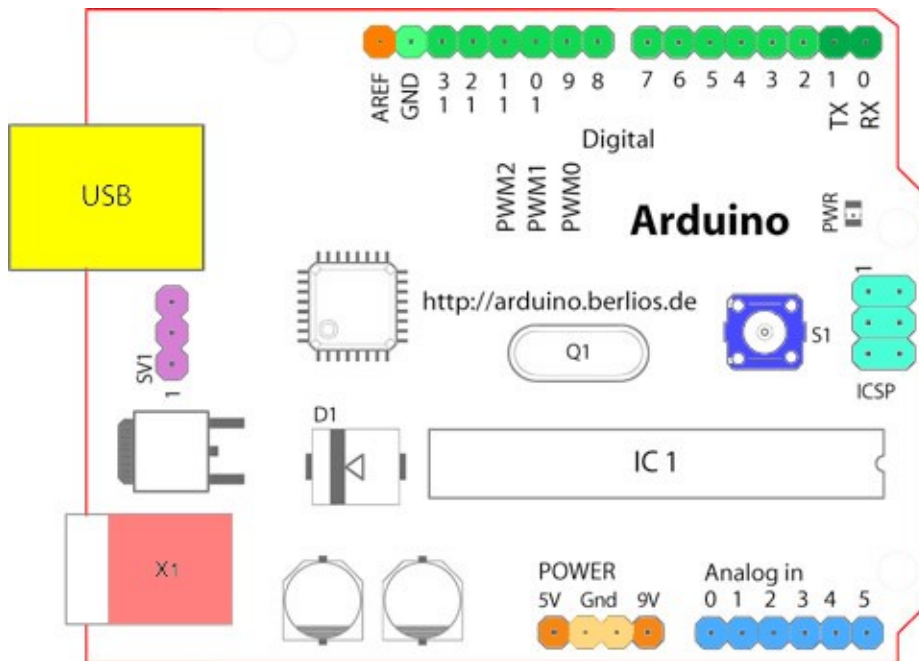 AREF
GND
13
12
11
10
9
8
7
6
5
4
3
2
1
0
TX
RX
Digital
USB
PWM2
PWM1
PWM0
Arduino
PWR
http://arduino.berlios.de
1
SV1
1
Q1
S1
ICSP
D1
IC 1
X1
POWER
5V Gnd 9V
Analog in
0 1 2 3 4 5